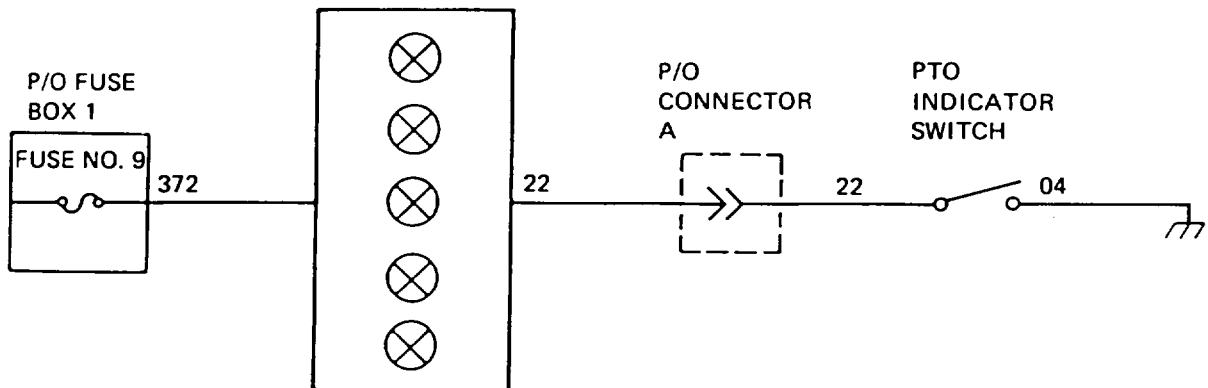 P/O FUSE
BOX 1
FUSE NO. 9
372
22
P/O
CONNECTOR
A
22
PTO
INDICATOR
SWITCH
04